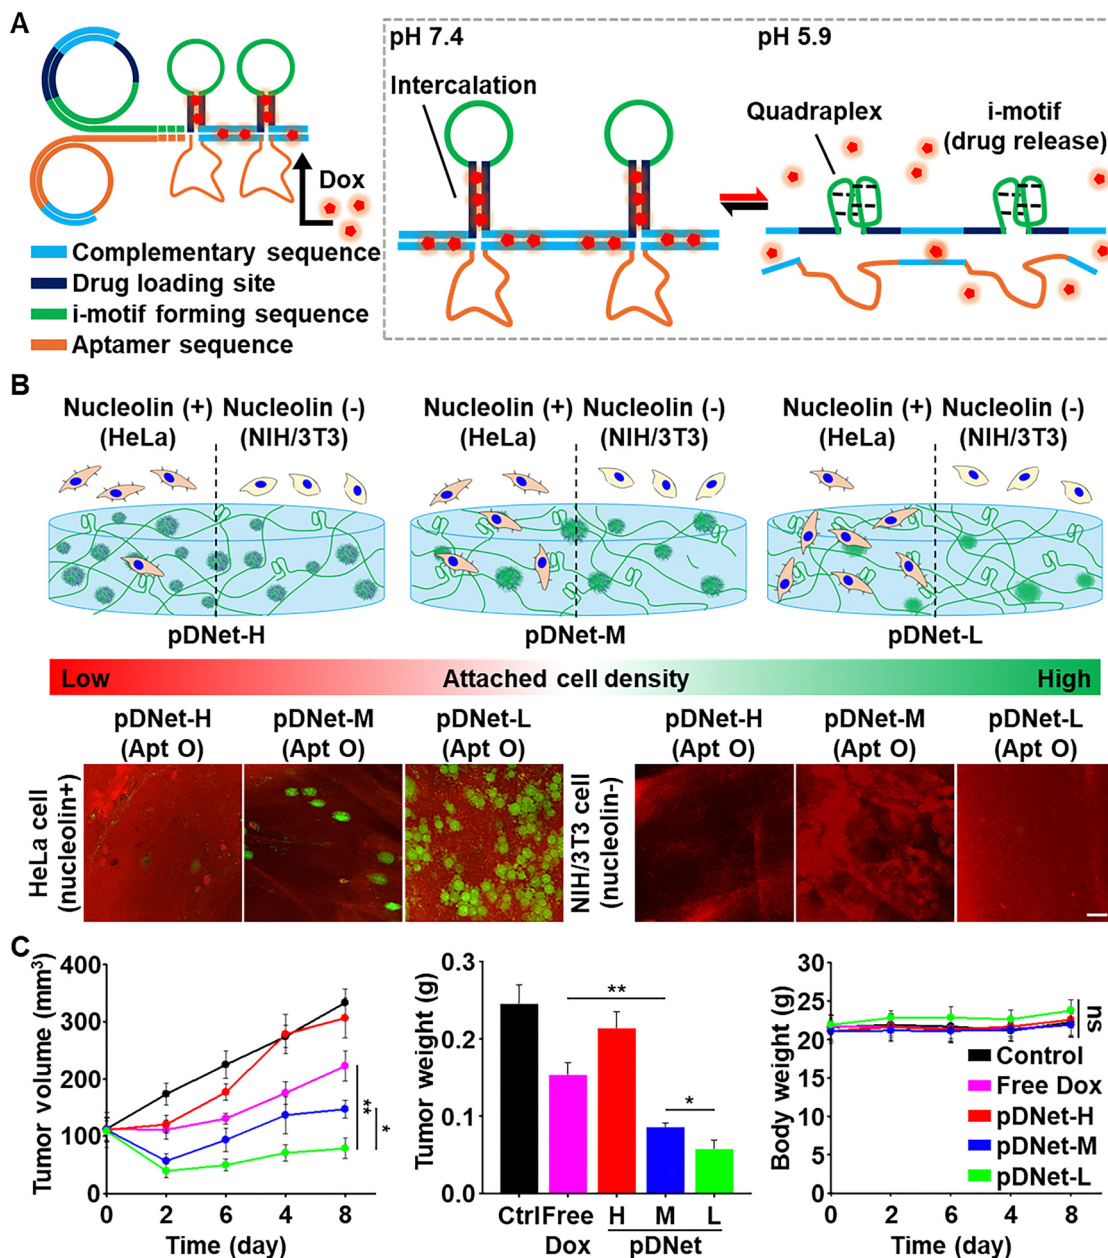 A
Dox
Complementary sequence
Drug loading site
i-motif forming sequence
Aptamer sequence
pH 7.4
pH 5.9
Intercalation
Quadraplex
i-motif
(drug release)
B
Nucleolin (+)
(HeLa)
Nucleolin (-)
(NIH/3T3)
Nucleolin (+)
(HeLa)
Nucleolin (-)
(NIH/3T3)
Nucleolin (+)
(HeLa)
Nucleolin (-)
(NIH/3T3)
pDNet-H
pDNet-M
pDNet-L
Low
Attached cell density
High
pDNet-H
(Apt O)
pDNet-M
(Apt O)
pDNet-L
(Apt O)
pDNet-H
(Apt O)
pDNet-M
(Apt O)
pDNet-L
(Apt O)
HeLa cell
(nucleolin+)
NIH/3T3 cell
(nucleolin-)
C
Tumor volume (mm³)
400
300
200
100
0
0 2 6 4 8
Time (day)
**
*
Tumor weight (g)
0.3
0.2
0.1
0.0
**
*
Ctrl Free H M L
Dox pDNet
Body weight (g)
30
25
20
15
10
5
0
ns
Control
Free Dox
pDNet-H
pDNet-M
pDNet-L
0 2 6 4 8
Time (day)